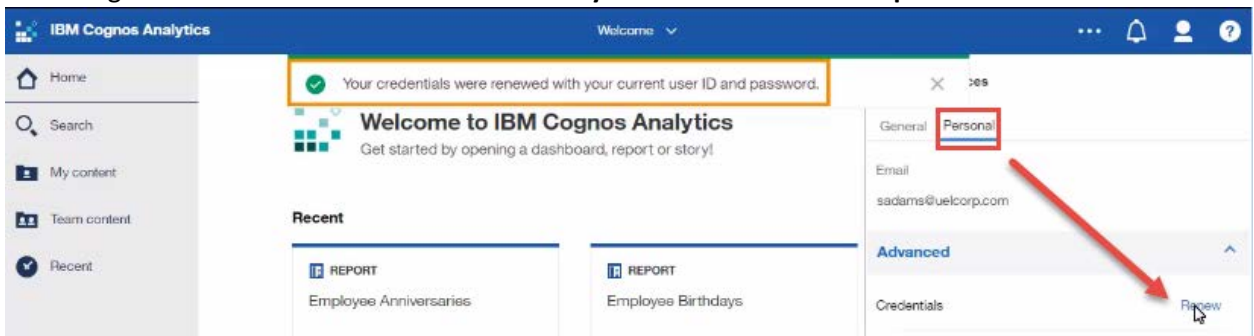 IBM Cognos Analytics
Welcome
Home
Search
My content
Team content
Recent
Your credentials were renewed with your current user ID and password.
Welcome to IBM Cognos Analytics
Get started by opening a dashboard, report or story!
Recent
REPORT
Employee Anniversaries
REPORT
Employee Birthdays
General Personal
Email
sadams@uelcorp.com
Advanced
Credentials Renew